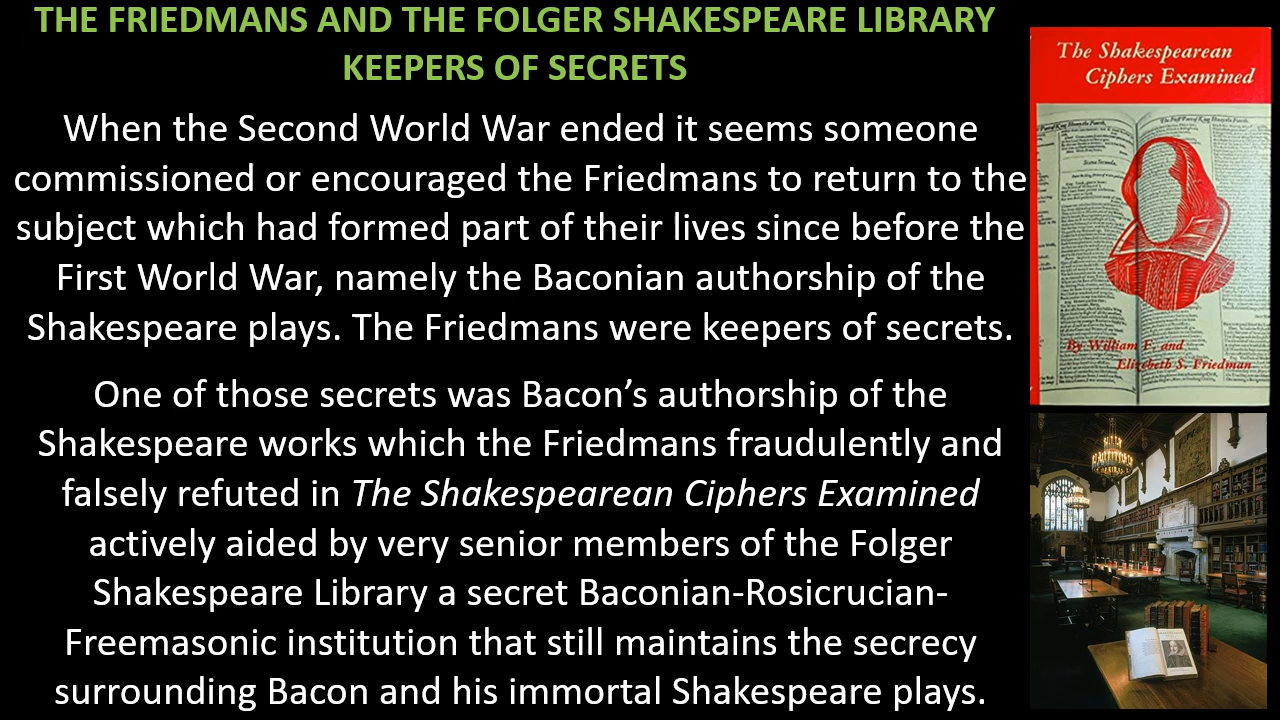 THE FRIEDMANS AND THE FOLGER SHAKESPEARE LIBRARY
KEEPERS OF SECRETS
When the Second World War ended it seems someone
commissioned or encouraged the Friedmans to return to the
subject which had formed part of their lives since before the
First World War, namely the Baconian authorship of the
Shakespeare plays. The Friedmans were keepers of secrets.
One of those secrets was Bacon’s authorship of the
Shakespeare works which the Friedmans fraudulently and
falsely refuted in The Shakespearean Ciphers Examined
actively aided by very senior members of the Folger
Shakespeare Library a secret Baconian-Rosicrucian-
Freemasonic institution that still maintains the secrecy
surrounding Bacon and his immortal Shakespeare plays.
The Shakespearean
Ciphers Examined
By William F. and
Elizebeth S. Friedman